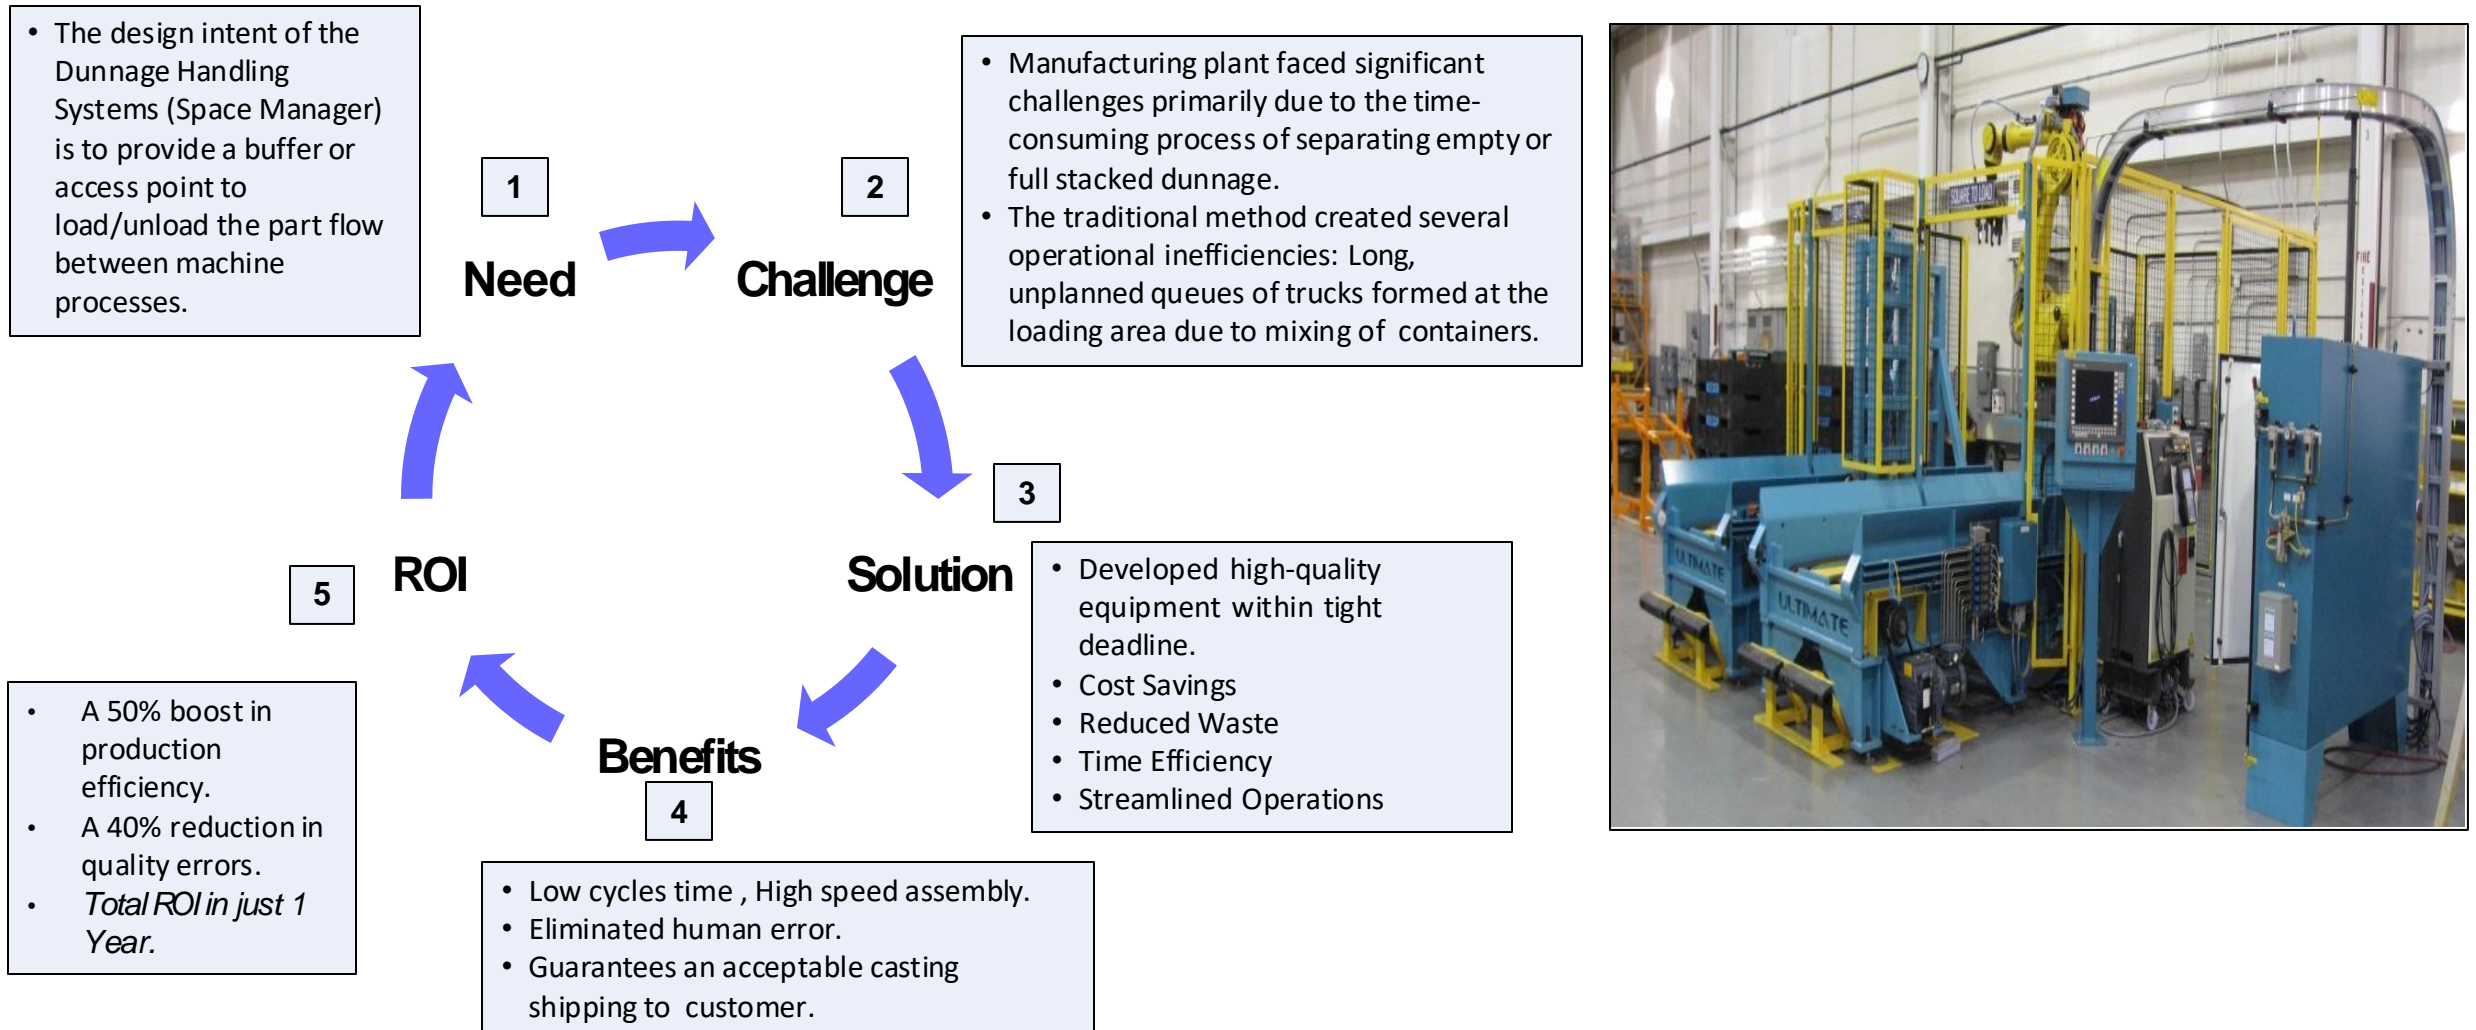 • The design intent of the
Dunnage Handling
Systems (Space Manager)
is to provide a buffer or
access point to
load/unload the part flow
between machine
processes.
1
Need
2
Challenge
• Manufacturing plant faced significant
challenges primarily due to the time-
consuming process of separating empty or
full stacked dunnage.
• The traditional method created several
operational inefficiencies: Long,
unplanned queues of trucks formed at the
loading area due to mixing of containers.
3
Solution
• Developed high-quality
equipment within tight
deadline.
• Cost Savings
• Reduced Waste
• Time Efficiency
• Streamlined Operations
Benefits
4
• Low cycles time , High speed assembly.
• Eliminated human error.
• Guarantees an acceptable casting
shipping to customer.
5
ROI
• A 50% boost in
production
efficiency.
• A 40% reduction in
quality errors.
• Total ROI in just 1
Year.
SQUARE TO LOAD
FIRE
ULTIMATE
ULTIMATE